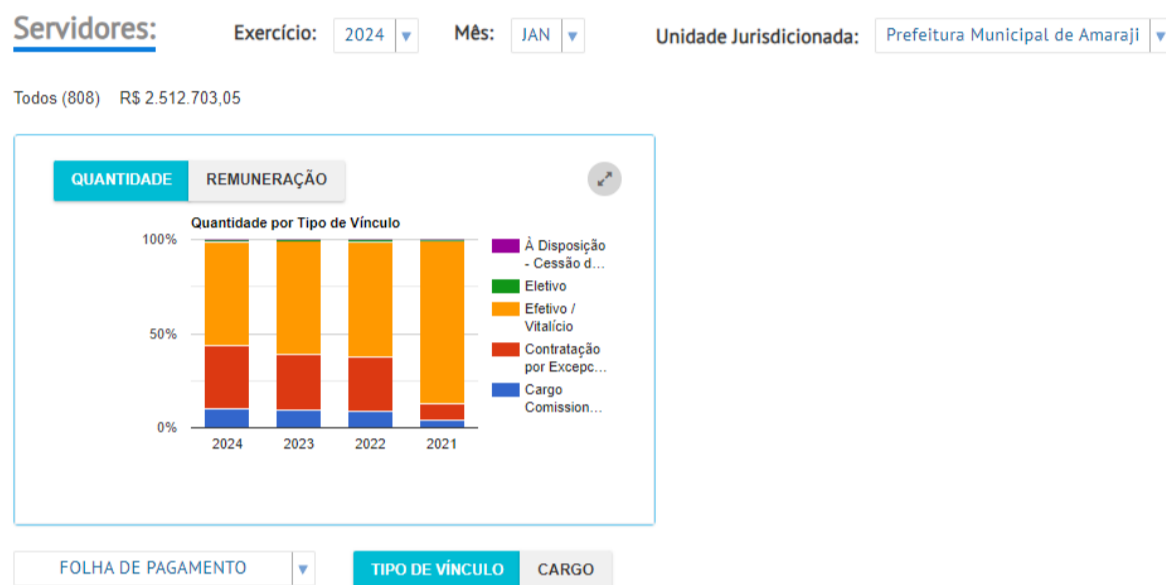 Servidores: Exercício: 2024 Mês: JAN Unidade Jurisdicionada: Prefeitura Municipal de Amaraji
Todos (808) R$ 2.512.703,05
QUANTIDADE REMUNERAÇÃO
Quantidade por Tipo de Vínculo
100%
50%
0%
2024 2023 2022 2021
À Disposição
- Cessão d...
Eletivo
Efetivo /
Vitalício
Contratação
por Excepc...
Cargo
Comission...
FOLHA DE PAGAMENTO TIPO DE VÍNCULO CARGO